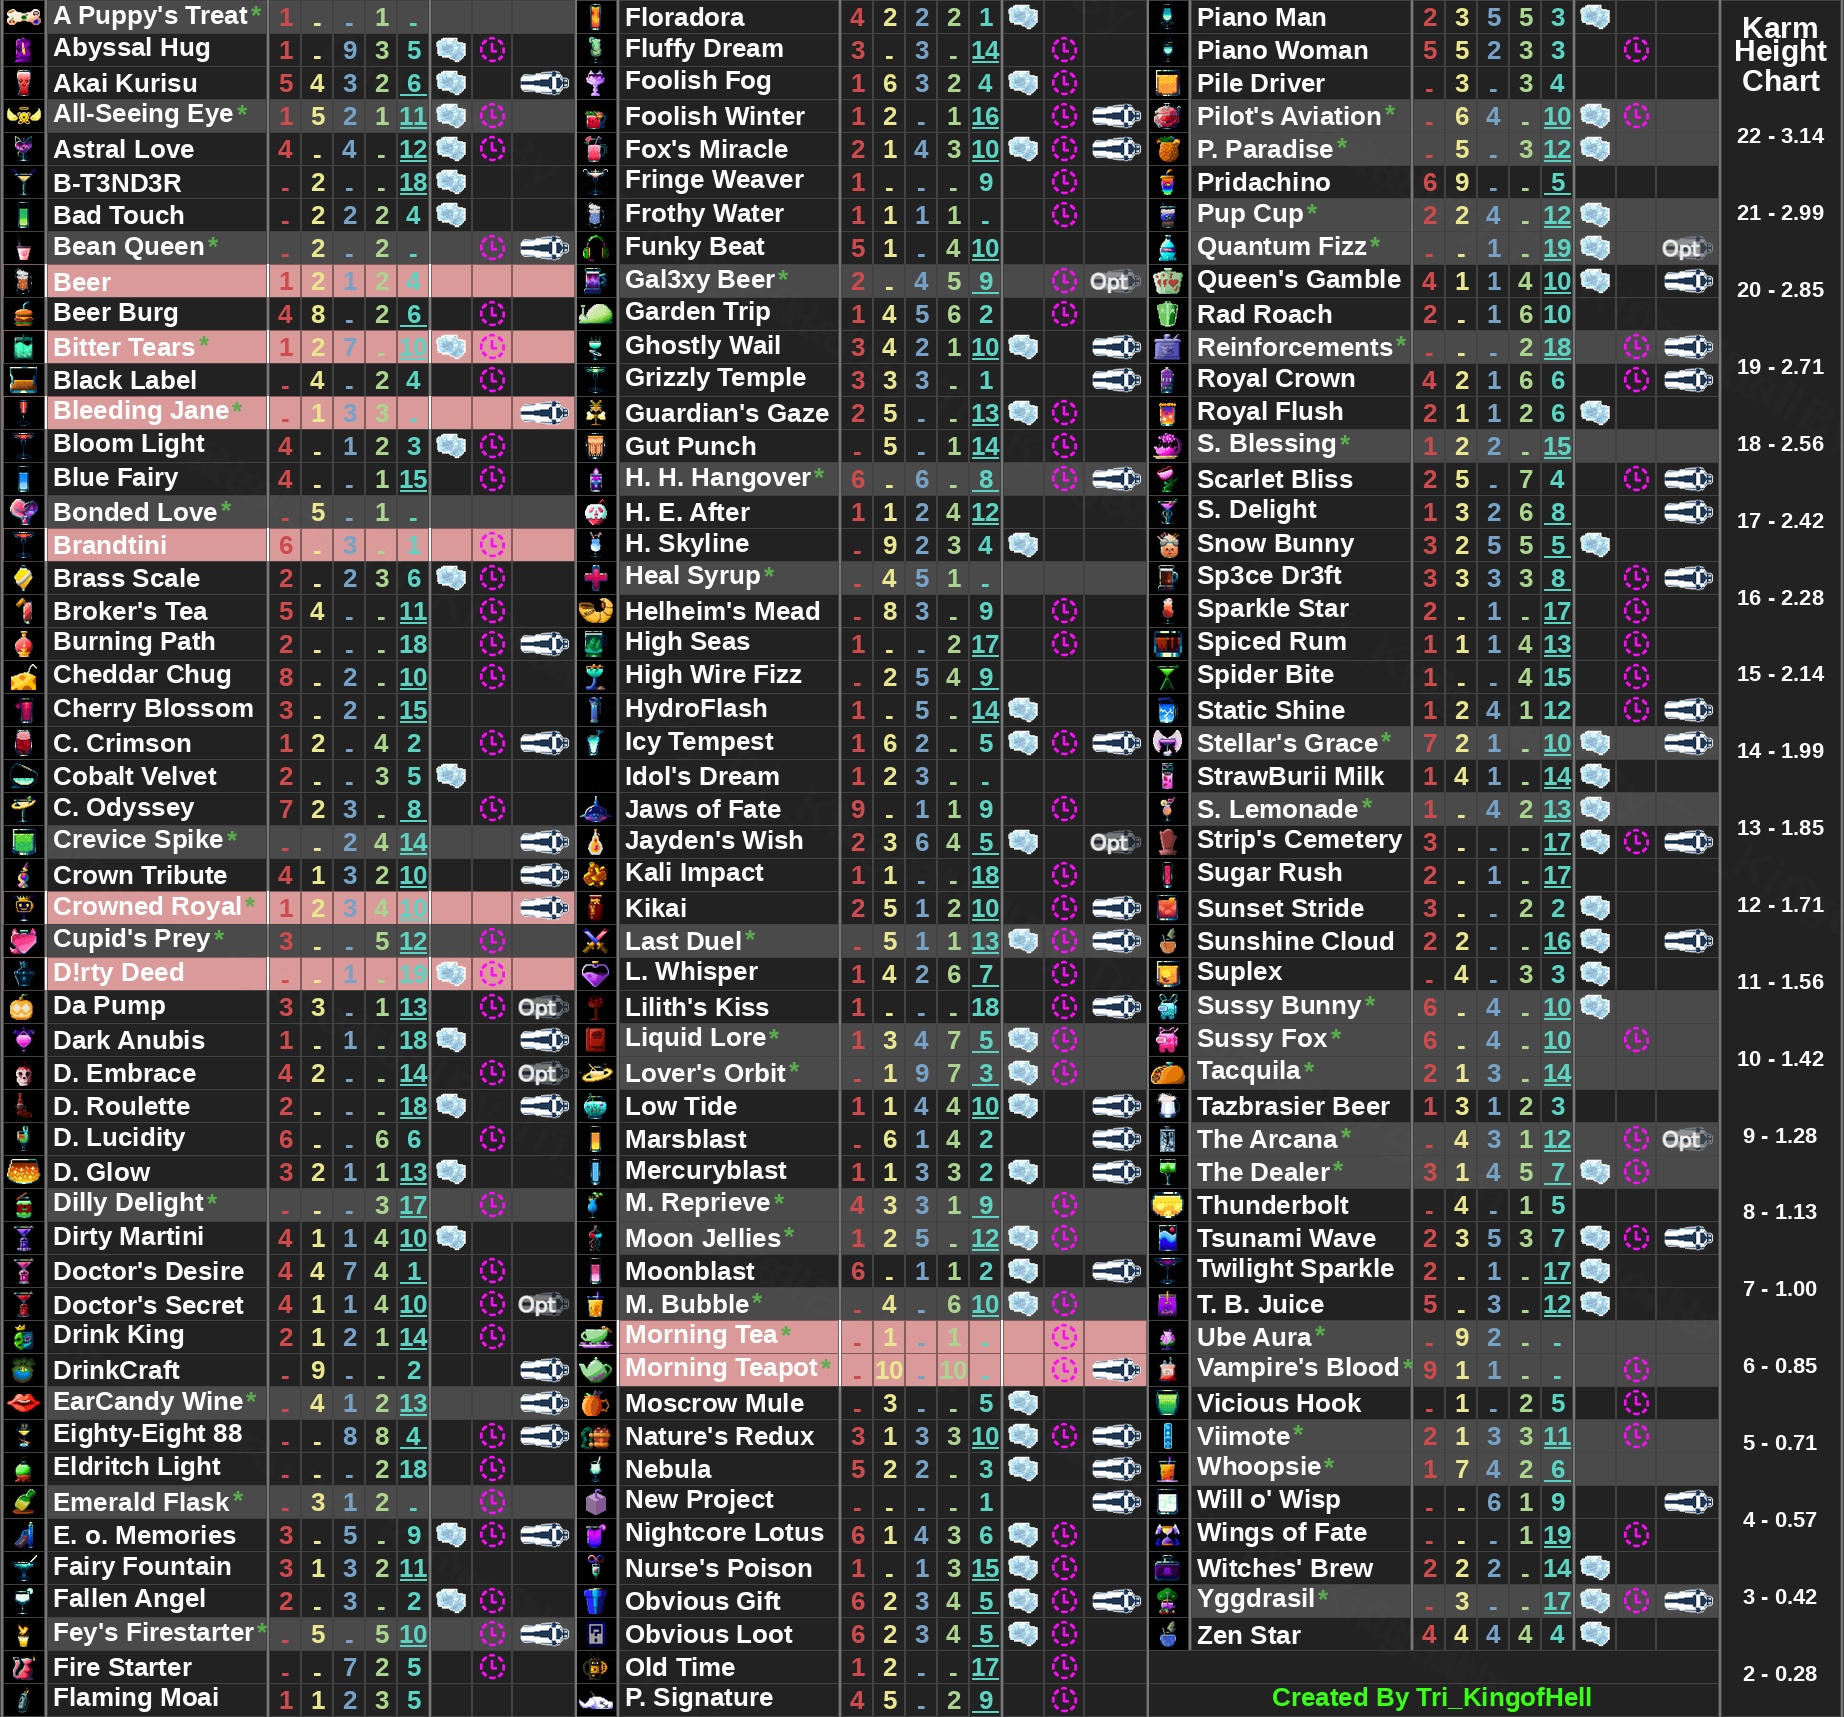 A Puppy's Treat* 1 - - 1 -
Abyssal Hug 1 - 9 3 5
Akai Kurisu 5 4 3 2 6
All-Seeing Eye* 1 5 2 1 11
Astral Love 4 - 4 - 12
B-T3ND3R - 2 - - 18
Bad Touch - 2 2 2 4
Bean Queen* - 2 - 2 -
Beer 1 2 1 2 4
Beer Burg 4 8 - 2 6
Bitter Tears* 1 2 7 - 10
Black Label - 4 - 2 4
Bleeding Jane* - 1 3 3 -
Bloom Light 4 - 1 2 3
Blue Fairy 4 - - 1 15
Bonded Love* - 5 - 1 -
Brandtini 6 - 3 - 1
Brass Scale 2 - 2 3 6
Broker's Tea 5 4 - - 11
Burning Path 2 - - - 18
Cheddar Chug 8 - 2 - 10
Cherry Blossom 3 - 2 - 15
C. Crimson 1 2 - 4 2
Cobalt Velvet 2 - - 3 5
C. Odyssey 7 2 3 - 8
Crevice Spike* - - 2 4 14
Crown Tribute 4 1 3 2 10
Crowned Royal* 1 2 3 4 10
Cupid's Prey* 3 - - 5 12
D!rty Deed - - 1 - 19
Da Pump 3 3 - 1 13 Opt
Dark Anubis 1 - 1 - 18
D. Embrace 4 2 - - 14 Opt
D. Roulette 2 - - - 18
D. Lucidity 6 - - 6 6
D. Glow 3 2 1 1 13
Dilly Delight* - - - 3 17
Dirty Martini 4 1 1 4 10
Doctor's Desire 4 4 7 4 1
Doctor's Secret 4 1 1 4 10 Opt
Drink King 2 1 2 1 14
DrinkCraft - 9 - - 2
EarCandy Wine* - 4 1 2 13
Eighty-Eight 88 - - 8 8 4
Eldritch Light - - - 2 18
Emerald Flask* - 3 1 2 -
E. o. Memories 3 - 5 - 9
Fairy Fountain 3 1 3 2 11
Fallen Angel 2 - 3 - 2
Fey's Firestarter* - 5 - 5 10
Fire Starter - - 7 2 5
Flaming Moai 1 1 2 3 5
Floradora 4 2 2 2 1
Fluffy Dream 3 - 3 - 14
Foolish Fog 1 6 3 2 4
Foolish Winter 1 2 - 1 16
Fox's Miracle 2 1 4 3 10
Fringe Weaver 1 - - - 9
Frothy Water 1 1 1 1 -
Funky Beat 5 1 - 4 10
Gal3xy Beer* 2 - 4 5 9 Opt
Garden Trip 1 4 5 6 2
Ghostly Wail 3 4 2 1 10
Grizzly Temple 3 3 3 - 1
Guardian's Gaze 2 5 - - 13
Gut Punch - 5 - 1 14
H. H. Hangover* 6 - 6 - 8
H. E. After 1 1 2 4 12
H. Skyline - 9 2 3 4
Heal Syrup* - 4 5 1 -
Helheim's Mead - 8 3 - 9
High Seas 1 - - 2 17
High Wire Fizz - 2 5 4 9
HydroFlash 1 - 5 - 14
Icy Tempest 1 6 2 - 5
Idol's Dream 1 2 3 - -
Jaws of Fate 9 - 1 1 9
Jayden's Wish 2 3 6 4 5 Opt
Kali Impact 1 1 - - 18
Kikai 2 5 1 2 10
Last Duel* - 5 1 1 13
L. Whisper 1 4 2 6 7
Lilith's Kiss 1 - - - 18
Liquid Lore* 1 3 4 7 5
Lover's Orbit* - 1 9 7 3
Low Tide 1 1 4 4 10
Marsblast - 6 1 4 2
Mercuryblast 1 1 3 3 2
M. Reprieve* 4 3 3 1 9
Moon Jellies* 1 2 5 - 12
Moonblast 6 - 1 1 2
M. Bubble* - 4 - 6 10
Morning Tea* - 1 - 1 -
Morning Teapot* - 10 - 10 -
Moscrow Mule - 3 - - 5
Nature's Redux 3 1 3 3 10
Nebula 5 2 2 - 3
New Project - - - - 1
Nightcore Lotus 6 1 4 3 6
Nurse's Poison 1 - 1 3 15
Obvious Gift 6 2 3 4 5
Obvious Loot 6 2 3 4 5
Old Time 1 2 - - 17
P. Signature 4 5 - 2 9
Piano Man 2 3 5 5 3
Piano Woman 5 5 2 3 3
Pile Driver - 3 - 3 4
Pilot's Aviation* - 6 4 - 10
P. Paradise* - 5 - 3 12
Pridachino 6 9 - - 5
Pup Cup* 2 2 4 - 12
Quantum Fizz* - - 1 - 19 Opt
Queen's Gamble 4 1 1 4 10
Rad Roach 2 - 1 6 10
Reinforcements* - - - 2 18
Royal Crown 4 2 1 6 6
Royal Flush 2 1 1 2 6
S. Blessing* 1 2 2 - 15
Scarlet Bliss 2 5 - 7 4
S. Delight 1 3 2 6 8
Snow Bunny 3 2 5 5 5
Sp3ce Dr3ft 3 3 3 3 8
Sparkle Star 2 - 1 - 17
Spiced Rum 1 1 1 4 13
Spider Bite 1 - - 4 15
Static Shine 1 2 4 1 12
Stellar's Grace* 7 2 1 - 10
StrawBurii Milk 1 4 1 - 14
S. Lemonade* 1 - 4 2 13
Strip's Cemetery 3 - - - 17
Sugar Rush 2 - 1 - 17
Sunset Stride 3 - - 2 2
Sunshine Cloud 2 2 - - 16
Suplex - 4 - 3 3
Sussy Bunny* 6 - 4 - 10
Sussy Fox* 6 - 4 - 10
Tacquila* 2 1 3 - 14
Tazbrasier Beer 1 3 1 2 3
The Arcana* - 4 3 1 12 Opt
The Dealer* 3 1 4 5 7
Thunderbolt - 4 - 1 5
Tsunami Wave 2 3 5 3 7
Twilight Sparkle 2 - 1 - 17
T. B. Juice 5 - 3 - 12
Ube Aura* - 9 2 - -
Vampire's Blood* 9 1 1 - -
Vicious Hook - 1 - 2 5
Viimote* 2 1 3 3 11
Whoopsie* 1 7 4 2 6
Will o' Wisp - - 6 1 9
Wings of Fate - - - 1 19
Witches' Brew 2 2 2 - 14
Yggdrasil* - 3 - - 17
Zen Star 4 4 4 4 4
Created By Tri_KingofHell
Karm
Height
Chart
22 - 3.14
21 - 2.99
20 - 2.85
19 - 2.71
18 - 2.56
17 - 2.42
16 - 2.28
15 - 2.14
14 - 1.99
13 - 1.85
12 - 1.71
11 - 1.56
10 - 1.42
9 - 1.28
8 - 1.13
7 - 1.00
6 - 0.85
5 - 0.71
4 - 0.57
3 - 0.42
2 - 0.28